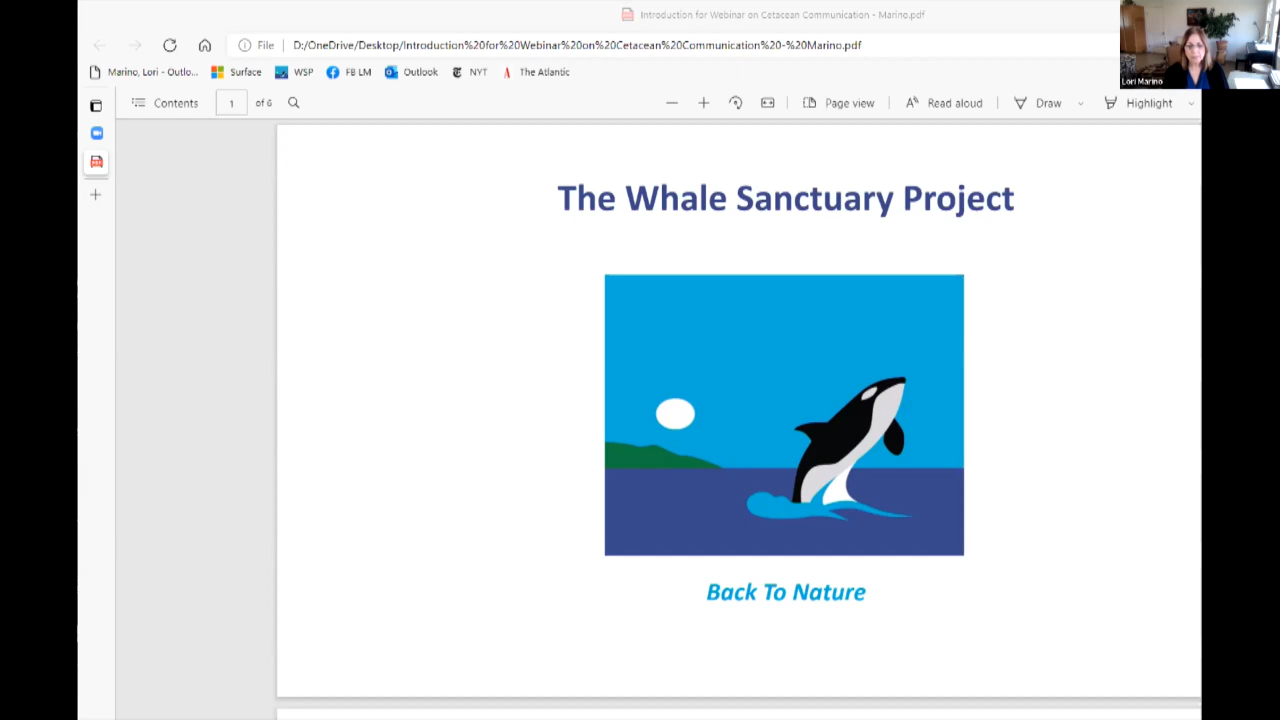 Introduction for Webinar on Cetacean Communication - Marino.pdf
File D:/OneDrive/Desktop/Introduction%20for%20Webinar%20on%20Cetacean%20Communication%20-%20Marino.pdf
Marino, Lori - Outlo... Surface WSP FB LM Outlook NYT The Atlantic
Lori Marino
Contents 1 of 6 Page view Read aloud Draw Highlight
The Whale Sanctuary Project
Back To Nature